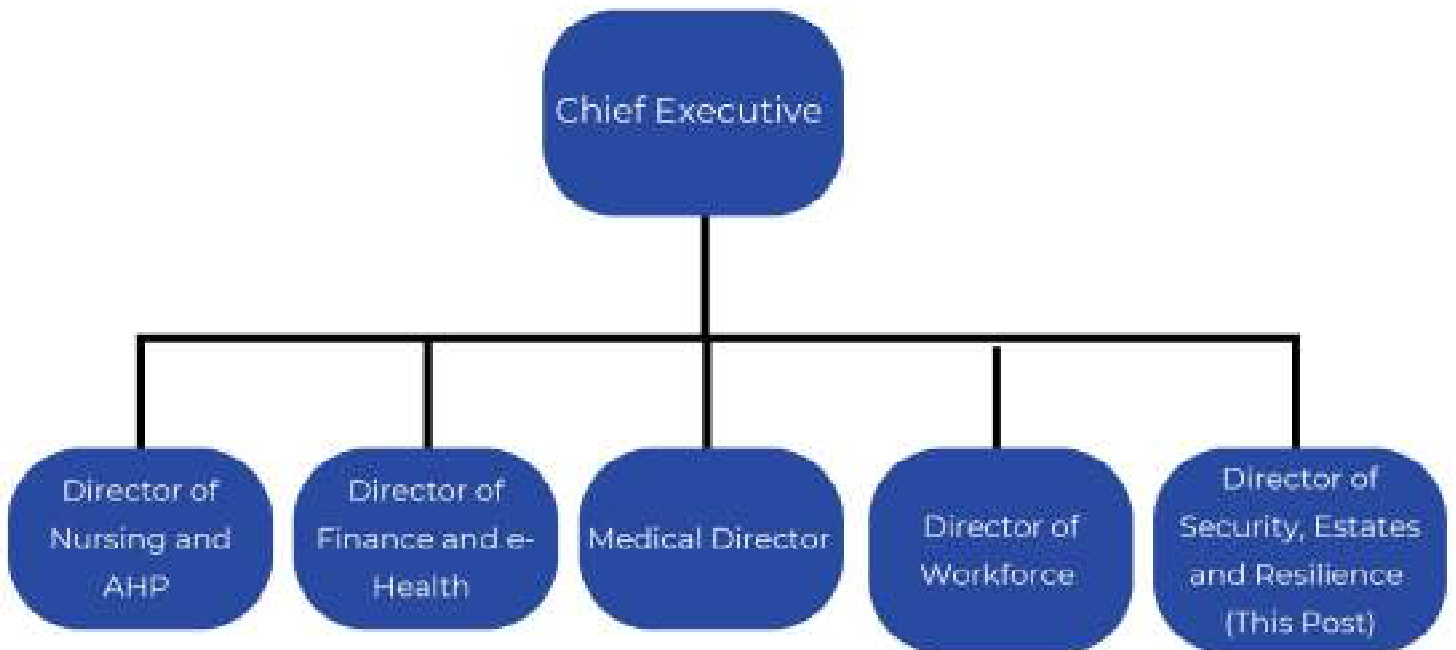 Chief Executive
Director of
Nursing and
AHP
Director of
Finance and e-
Health
Medical Director
Director of
Workforce
Director of
Security, Estates
and Resilience
(This Post)